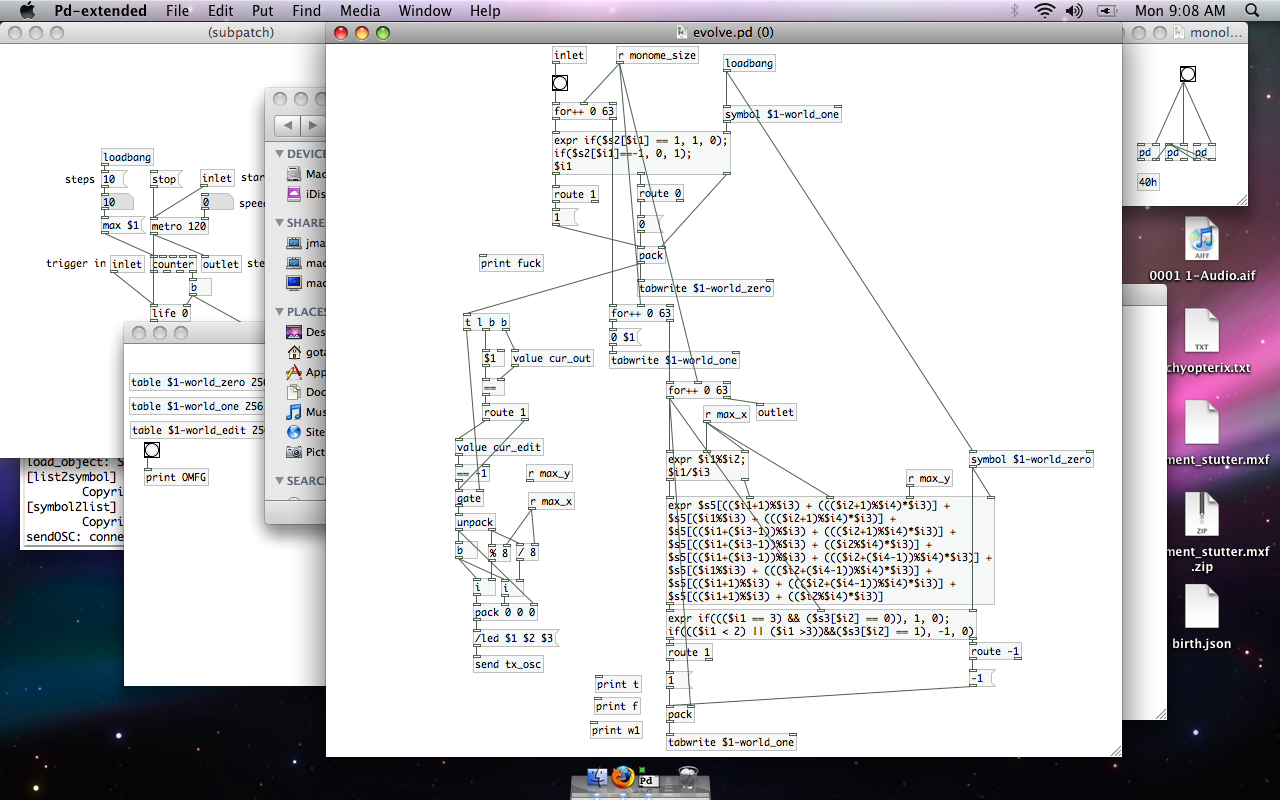 Pd-extended File Edit Put Find Media Window Help
Mon 9:08 AM
(subpatch)
evolve.pd (0)
monol...
loadbang
steps
10
stop
inlet
10
0
max $1
metro 120
trigger in
inlet
counter
outlet
b
life 0
table $1-world_zero
table $1-world_one 256
table $1-world_edit
print OMFG
[list2symbol]
[symbol2list]
DEVIC
Mac
iDis
SHARE
jma
mac
mac
PLACES
Des
gota
App
Doc
Mus
Site
Pict
SEARC
inlet
r monome_size
loadbang
for++ 0 63
symbol $1-world_one
expr if($s2[$i1] == 1, 1, 0);
if($s2[$i1]==-1, 0, 1);
$i1
route 1
route 0
1
0
print fuck
pack
tabwrite $1-world_zero
t l b b
for++ 0 63
0 $1
$1
value cur_out
tabwrite $1-world_one
==
for++ 0 63
route 1
r max_x
outlet
value cur_edit
expr $i1%$i2;
$i1/$i3
symbol $1-world_zero
== -1
r max_y
r max_y
gate
r max_x
expr $s5[(($i1+1)%$i3) + ((($i2+1)%$i4)*$i3)] +
$s5[($i1%$i3) + ((($i2+1)%$i4)*$i3)] +
$s5[(($i1+($i3-1))%$i3) + ((($i2+1)%$i4)*$i3)] +
$s5[(($i1+($i3-1))%$i3) + (($i2%$i4)*$i3)] +
$s5[(($i1+($i3-1))%$i3) + ((($i2+($i4-1))%$i4)*$i3)] +
$s5[($i1%$i3) + ((($i2+($i4-1))%$i4)*$i3)] +
$s5[(($i1+1)%$i3) + ((($i2+($i4-1))%$i4)*$i3)] +
$s5[(($i1+1)%$i3) + (($i2%$i4)*$i3)]
unpack
b
% 8
/ 8
i
i
pack 0 0 0
expr if((($i1 == 3) && ($s3[$i2] == 0)), 1, 0);
if((($i1 < 2) || ($i1 >3))&&($s3[$i2] == 1), -1, 0)
/led $1 $2 $3
route 1
route -1
send tx_osc
print t
1
-1
print f
pack
print w1
tabwrite $1-world_one
pd
pd
pd
40h
AIFF
0001 1-Audio.aif
TXT
chyopterix.txt
ment_stutter.mxf
ZIP
ment_stutter.mxf
.zip
birth.json
Pd